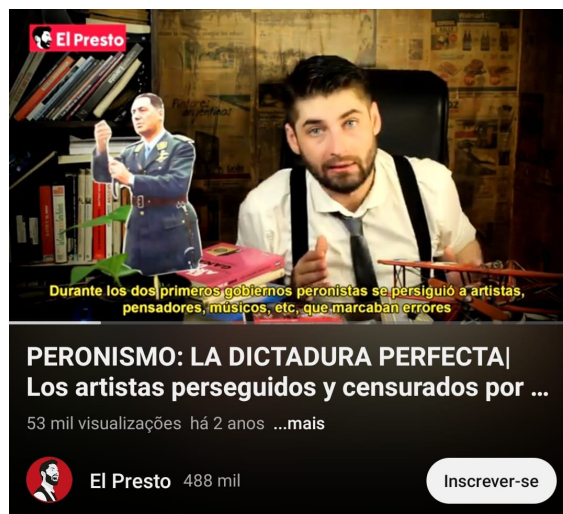 El Presto
Durante los dos primeros gobiernos peronistas se persiguió a artistas,
pensadores, músicos, etc, que marcaban errores
PERONISMO: LA DICTADURA PERFECTA|
Los artistas perseguidos y censurados por ...
53 mil visualizações há 2 anos ...mais
El Presto 488 mil
Inscrever-se